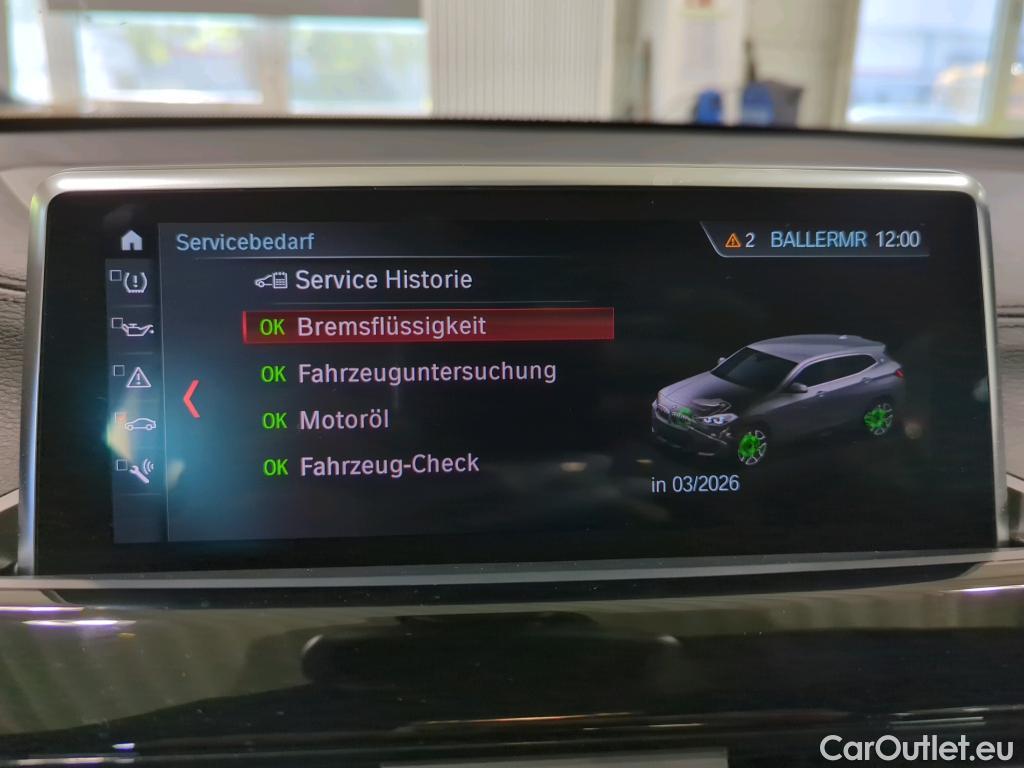 Servicebedarf
2 BALLERMR 12:00
Service Historie
OK Bremsflüssigkeit
OK Fahrzeuguntersuchung
OK Motoröl
OK Fahrzeug-Check
in 03/2026
CarOutlet.eu